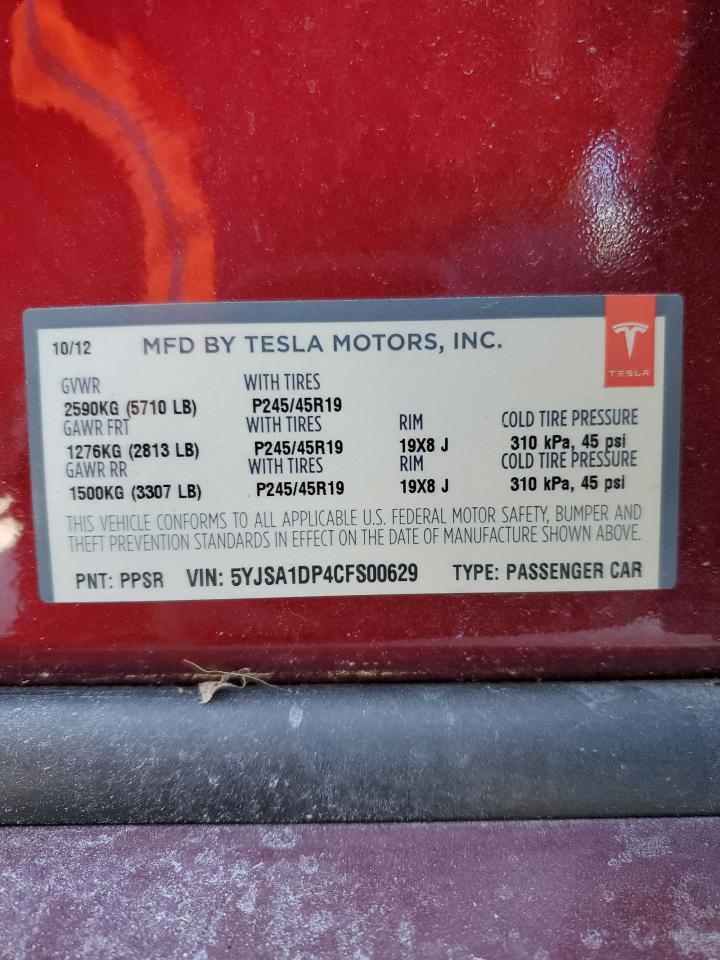 10/12 MFD BY TESLA MOTORS, INC.
TESLA
GVWR WITH TIRES
2590KG (5710 LB) P245/45R19
GAWR FRT WITH TIRES RIM COLD TIRE PRESSURE
1276KG (2813 LB) P245/45R19 19X8 J 310 kPa, 45 psi
GAWR RR WITH TIRES RIM COLD TIRE PRESSURE
1500KG (3307 LB) P245/45R19 19X8 J 310 kPa, 45 psi
THIS VEHICLE CONFORMS TO ALL APPLICABLE U.S. FEDERAL MOTOR SAFETY, BUMPER AND
THEFT PREVENTION STANDARDS IN EFFECT ON THE DATE OF MANUFACTURE SHOWN ABOVE.
PNT: PPSR VIN: 5YJSA1DP4CFS00629 TYPE: PASSENGER CAR